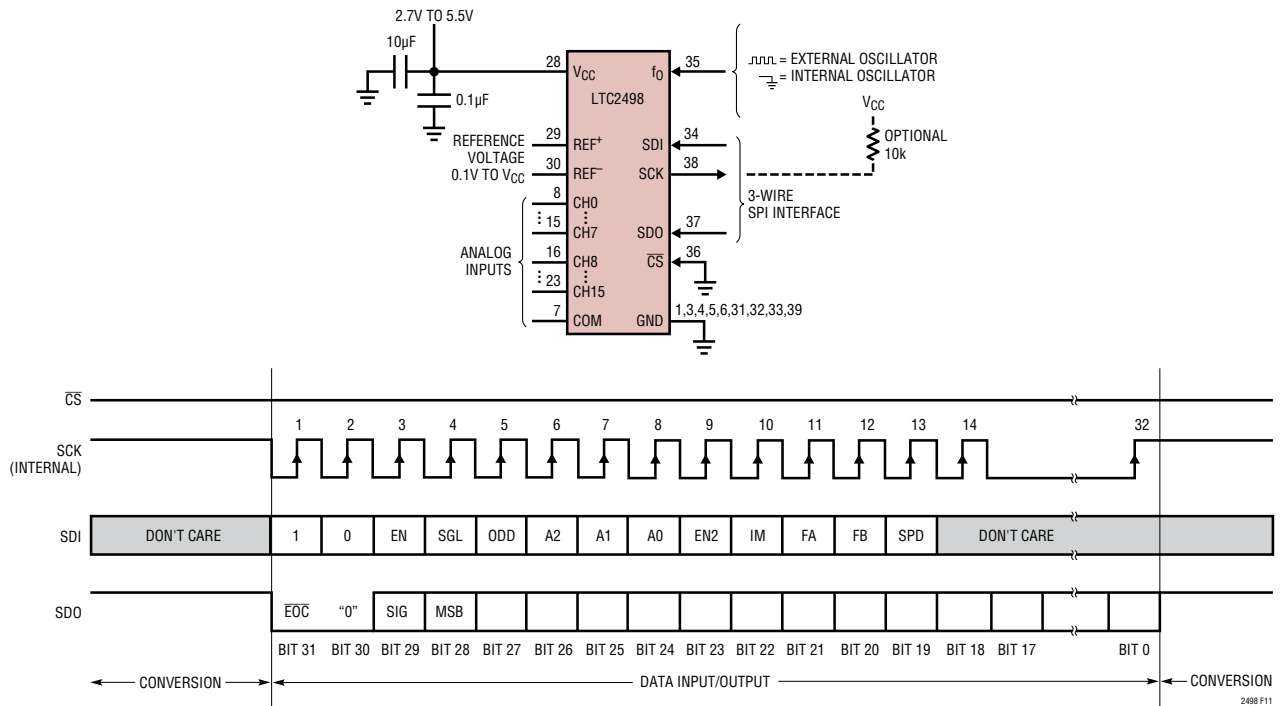 2.7V TO 5.5V
10µF
0.1µF
28
VCC
fO
35
= EXTERNAL OSCILLATOR
= INTERNAL OSCILLATOR
LTC2498
VCC
OPTIONAL
10k
REFERENCE
VOLTAGE
0.1V TO VCC
29
REF+
SDI
34
30
REF–
SCK
38
3-WIRE
SPI INTERFACE
8
CH0
15
CH7
SDO
37
ANALOG
INPUTS
16
CH8
CS
36
23
CH15
7
COM
GND
1,3,4,5,6,31,32,33,39
CS
1 2 3 4 5 6 7 8 9 10 11 12 13 14 32
SCK
(INTERNAL)
SDI DON'T CARE 1 0 EN SGL ODD A2 A1 A0 EN2 IM FA FB SPD DON'T CARE
SDO EOC "0" SIG MSB
BIT 31 BIT 30 BIT 29 BIT 28 BIT 27 BIT 26 BIT 25 BIT 24 BIT 23 BIT 22 BIT 21 BIT 20 BIT 19 BIT 18 BIT 17 BIT 0
CONVERSION DATA INPUT/OUTPUT CONVERSION
2498 F11